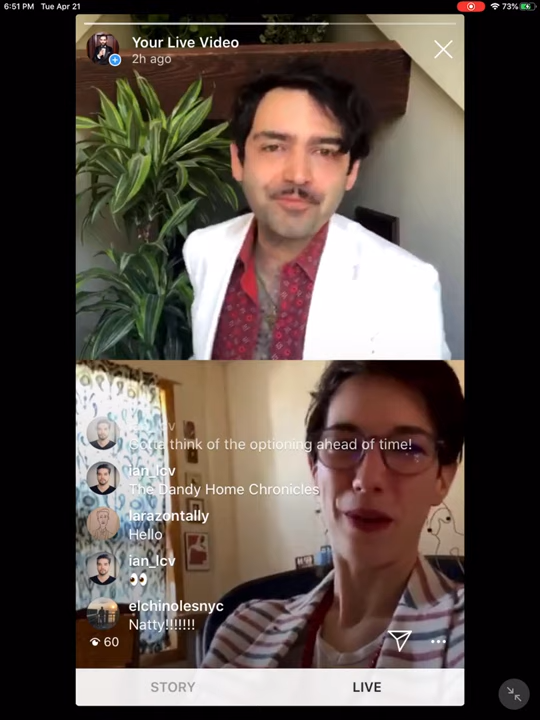 6:51 PM Tue Apr 21
73%
Your Live Video
2h ago
Gotta think of the optioning ahead of time!
ian_lcv
The Dandy Home Chronicles
larazontally
Hello
ian_lcv
👀
elchinolesnyc
Natty!!!!!!!
60
STORY
LIVE